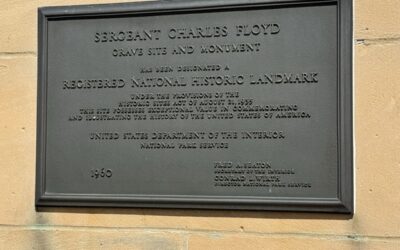 SERGEANT CHARLES FLOYD
GRAVE SITE AND MONUMENT
HAS BEEN DESIGNATED A
REGISTERED NATIONAL HISTORIC LANDMARK
UNDER THE PROVISIONS OF THE
HISTORIC SITES ACT OF AUGUST 21, 1935
THIS SITE POSSESSES EXCEPTIONAL VALUE IN COMMEMORATING
AND ILLUSTRATING THE HISTORY OF THE UNITED STATES OF AMERICA
UNITED STATES DEPARTMENT OF THE INTERIOR
NATIONAL PARK SERVICE
1960
FRED A. SEATON
SECRETARY OF THE INTERIOR
CONRAD L. WIRTH
DIRECTOR NATIONAL PARK SERVICE